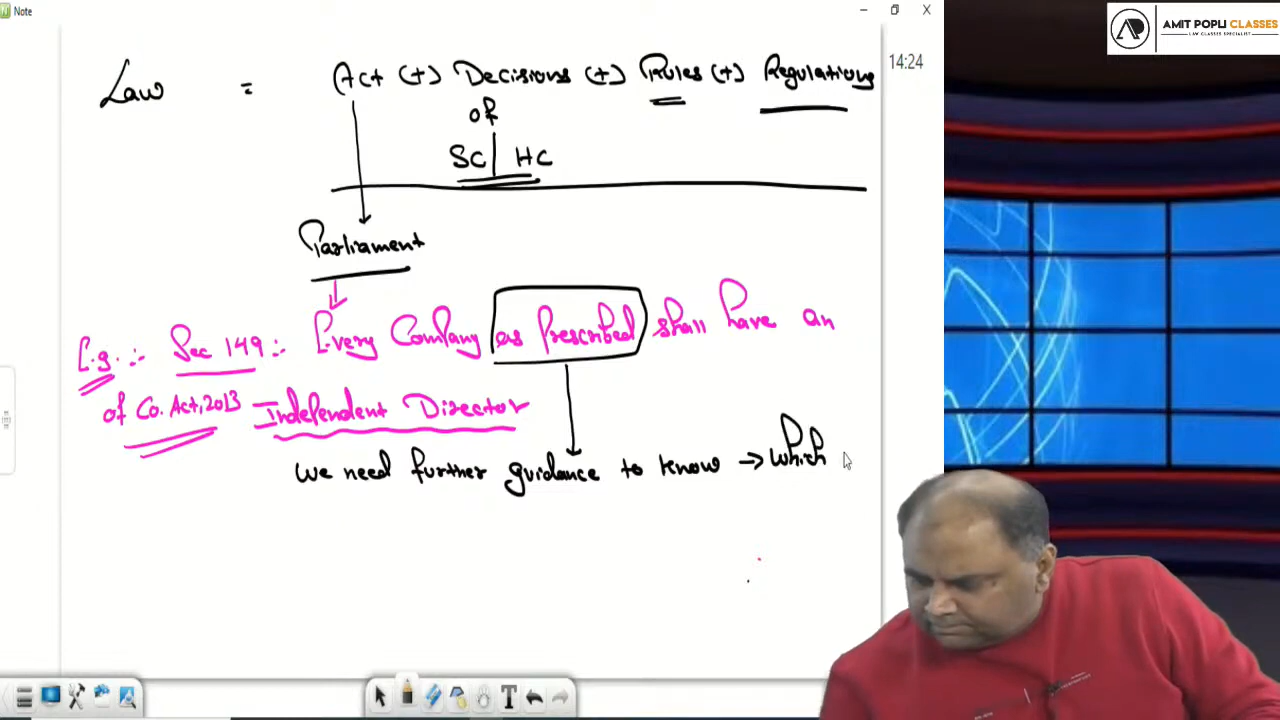 Note
AMIT POPLI CLASSES
LAW CLASSES SPECIALIST
14:24
Law = Act (+) Decisions (+) Rules (+) Regulations
of
SC | HC
Parliament
E.g. :- Sec 149 :- Every Company as prescribed shall have an
of Co. Act, 2013 Independent Director
we need further guidance to know → which